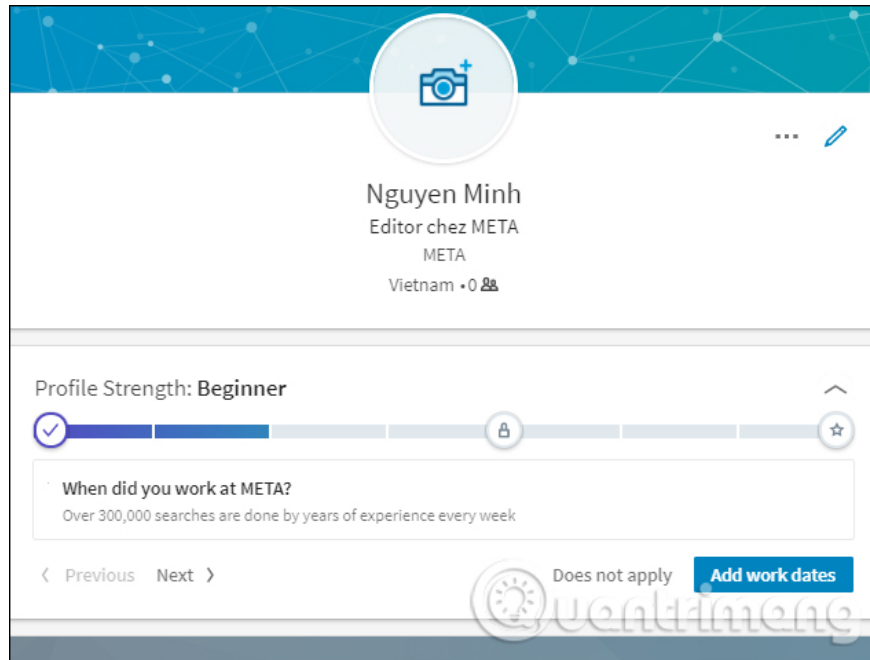 Nguyen Minh
Editor chez META
META
Vietnam • 0
Profile Strength: Beginner
When did you work at META?
Over 300,000 searches are done by years of experience every week
Previous Next Does not apply Add work dates
Quantrimang